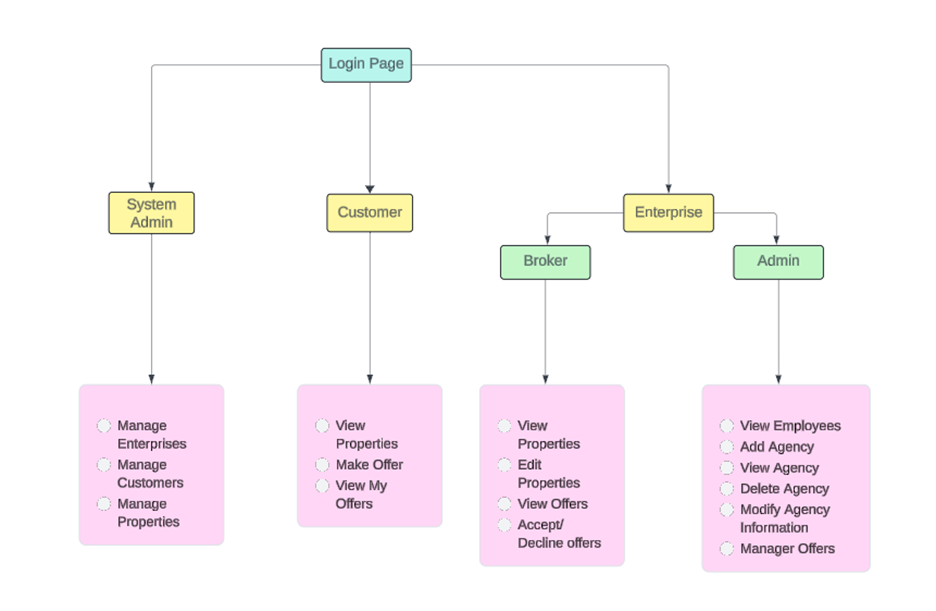 Login Page
System
Admin
Customer
Enterprise
Broker
Admin
Manage
Enterprises
Manage
Customers
Manage
Properties
View
Properties
Make Offer
View My
Offers
View
Properties
Edit
Properties
View Offers
Accept/
Decline offers
View Employees
Add Agency
View Agency
Delete Agency
Modify Agency
Information
Manager Offers